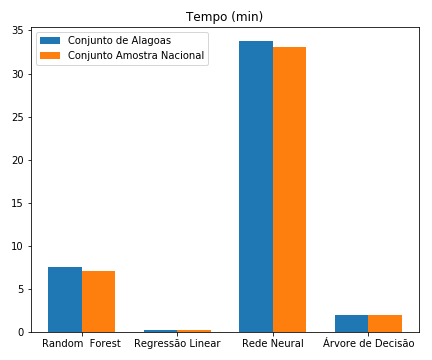 Tempo (min)
Conjunto de Alagoas
Conjunto Amostra Nacional
35
30
25
20
15
10
5
0
Random Forest
Regressão Linear
Rede Neural
Árvore de Decisão